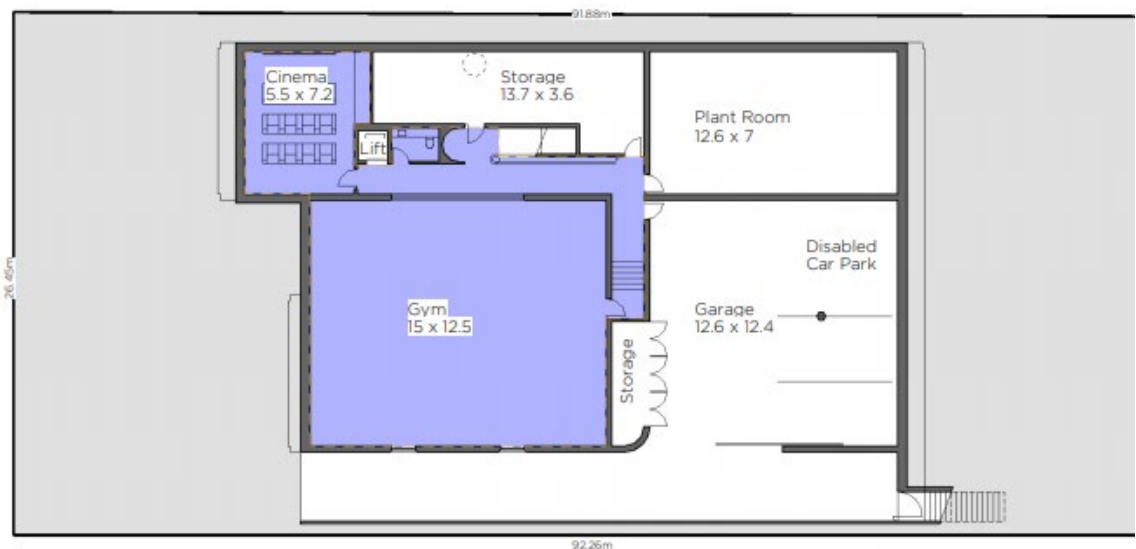 91.88m
Cinema
5.5 x 7.2
Storage
13.7 x 3.6
Plant Room
12.6 x 7
Lift
26.45m
Disabled
Car Park
Gym
15 x 12.5
Garage
12.6 x 12.4
Storage
92.26m